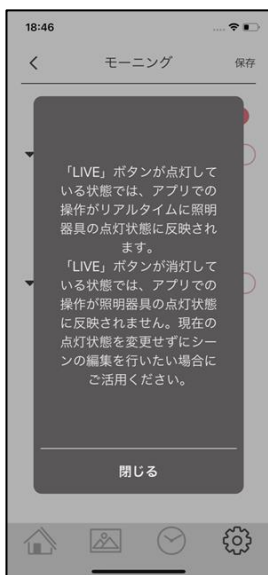 18:46
モーニング
保存
「LIVE」ボタンが点灯して
いる状態では、アプリでの
操作がリアルタイムに照明
器具の点灯状態に反映され
ます。
「LIVE」ボタンが消灯して
いる状態では、アプリでの
操作が照明器具の点灯状態
に反映されません。現在の
点灯状態を変更せずにシー
ンの編集を行いたい場合に
ご活用ください。
閉じる